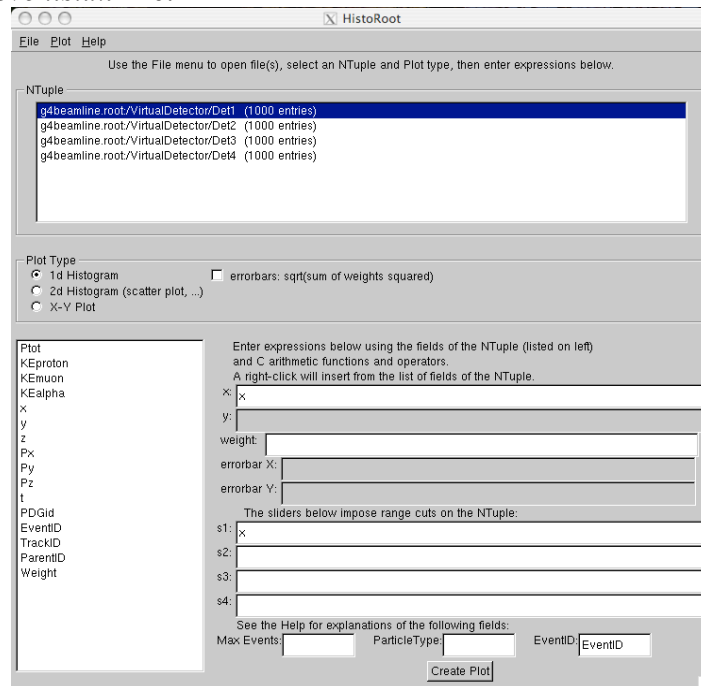 HistoRoot
File Plot Help
Use the File menu to open file(s), select an NTuple and Plot type, then enter expressions below.
NTuple
g4beamline.root:/VirtualDetector/Det1 (1000 entries)
g4beamline.root:/VirtualDetector/Det2 (1000 entries)
g4beamline.root:/VirtualDetector/Det3 (1000 entries)
g4beamline.root:/VirtualDetector/Det4 (1000 entries)
Plot Type
1d Histogram
errorbars: sqrt(sum of weights squared)
2d Histogram (scatter plot, ...)
X-Y Plot
Ptot
KEproton
KEmuon
KEalpha
x
y
z
Px
Py
Pz
t
PDGid
EventID
TrackID
ParentID
Weight
Enter expressions below using the fields of the NTuple (listed on left)
and C arithmetic functions and operators.
A right-click will insert from the list of fields of the NTuple.
x: x
y:
weight:
errorbar X:
errorbar Y:
The sliders below impose range cuts on the NTuple:
s1: x
s2:
s3:
s4:
See the Help for explanations of the following fields:
Max Events: ParticleType: EventID: EventID
Create Plot